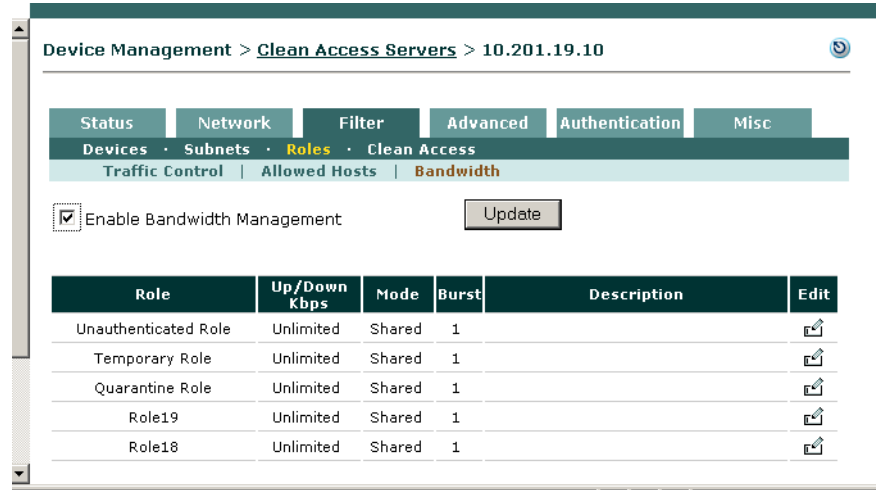 Device Management > Clean Access Servers > 10.201.19.10
Status Network Filter Advanced Authentication Misc
Devices · Subnets · Roles · Clean Access
Traffic Control | Allowed Hosts | Bandwidth
Enable Bandwidth Management Update
Role Up/Down Kbps Mode Burst Description Edit
Unauthenticated Role Unlimited Shared 1
Temporary Role Unlimited Shared 1
Quarantine Role Unlimited Shared 1
Role19 Unlimited Shared 1
Role18 Unlimited Shared 1